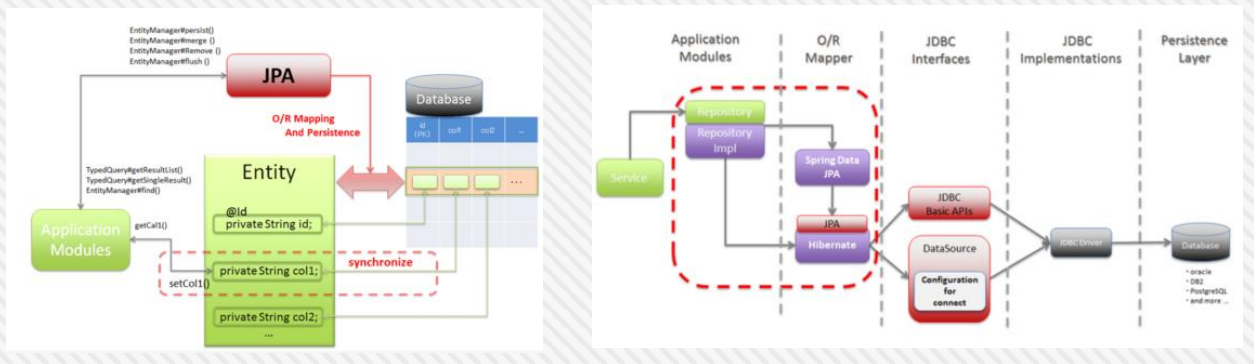 EntityManager#persist()
EntityManager#merge ()
EntityManager#Remove ()
EntityManager#flush ()
JPA
O/R Mapping
And Persistence
Database
id
(PK)
col1
col2
...
...
Entity
TypedQuery#getResultList()
TypedQuery#getSingleResult()
EntityManager#find()
Application
Modules
getCal1()
setCol1()
@Id
private String id;
synchronize
private String col1;
private String col2;
...
Application
Modules
O/R
Mapper
JDBC
Interfaces
JDBC
Implementations
Persistence
Layer
Repository
Repository
Impl
Service
Spring Data
JPA
JPA
Hibernate
JDBC
Basic APIs
DataSource
Configuration
for
connect
JDBC Driver
Database
・oracle
・DB2
・PostgreSQL
・and more ...